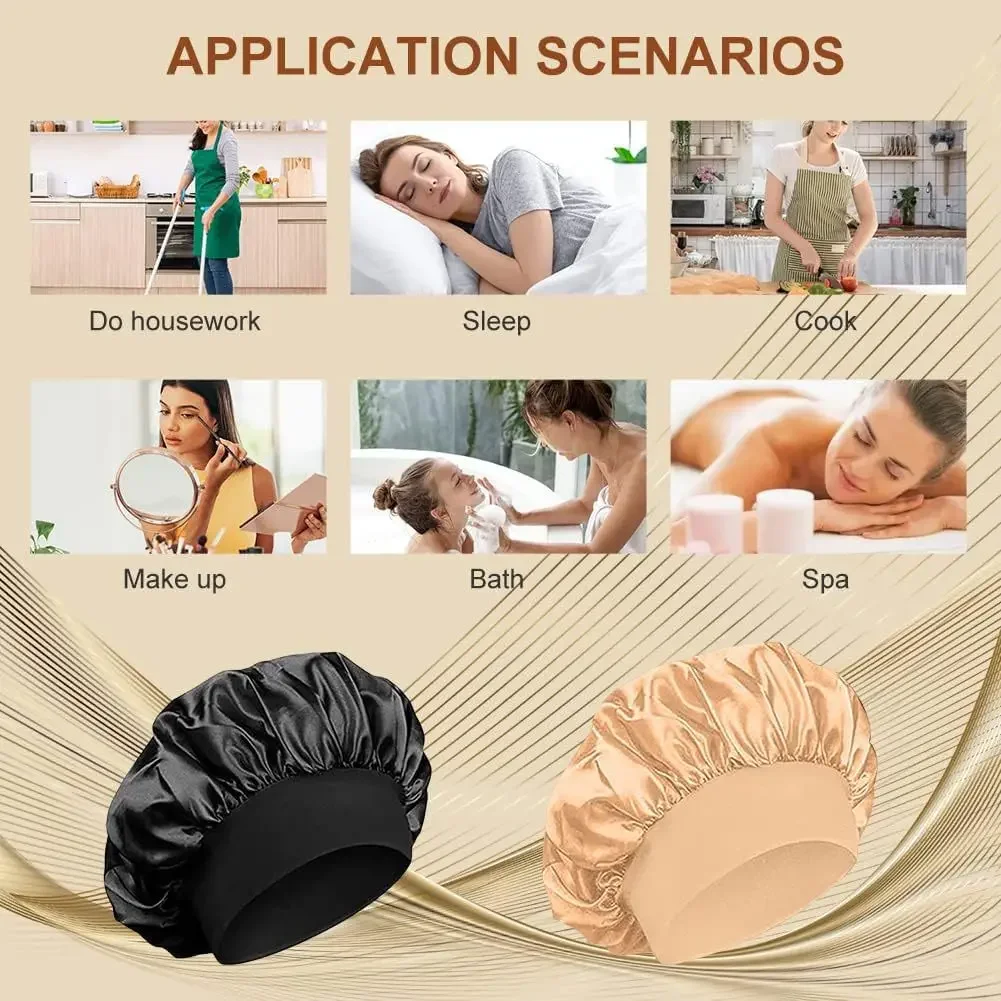 APPLICATION SCENARIOS
Do housework
Sleep
Cook
Make up
Bath
Spa